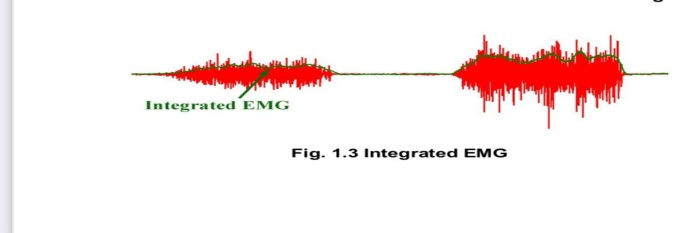 Integrated EMG
Fig. 1.3 Integrated EMG